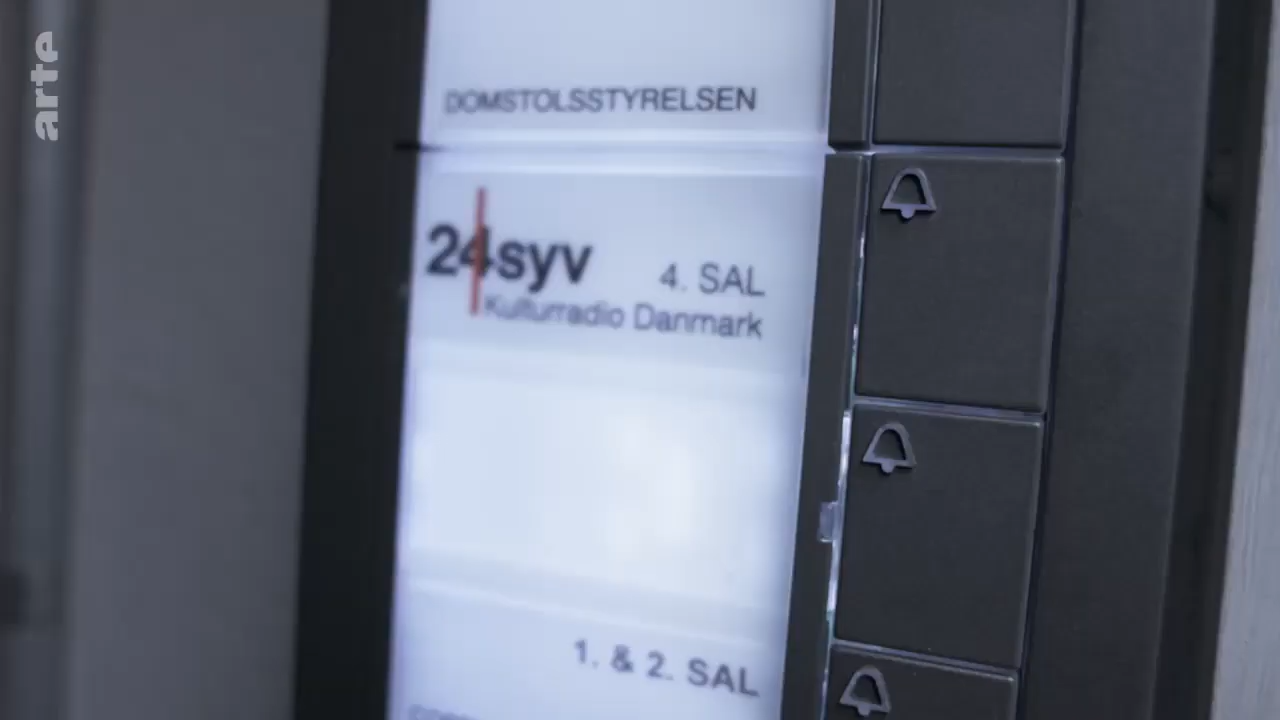 arte
DOMSTOLSSTYRELSEN
24syv
4. SAL
Kulturradio Danmark
1. & 2. SAL